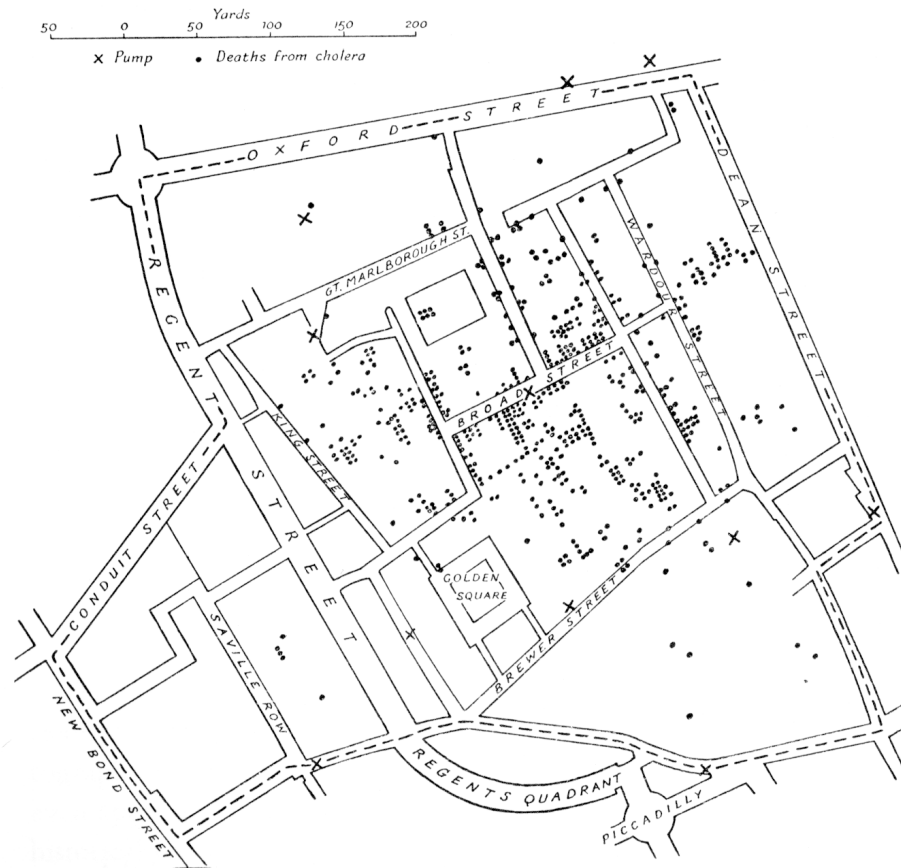 Yards
50 0 50 100 150 200
× Pump • Deaths from cholera
OXFORD STREET
DEAN STREET
REGENT STREET
GT. MARLBOROUGH ST.
WARDOUR STREET
BROAD STREET
KING STREET
CONDUIT STREET
GOLDEN SQUARE
BREWER STREET
SAVILLE ROW
NEW BOND STREET
REGENTS QUADRANT
PICCADILLY